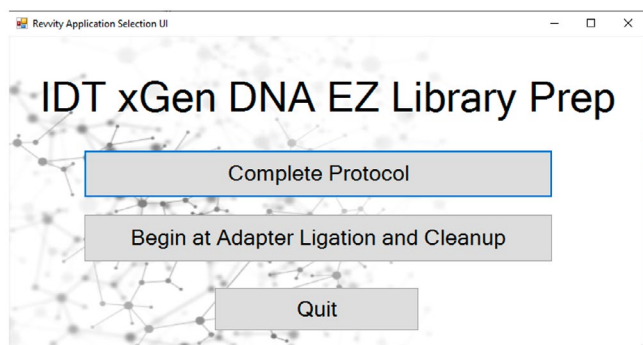 Revvity Application Selection UI
IDT xGen DNA EZ Library Prep
Complete Protocol
Begin at Adapter Ligation and Cleanup
Quit